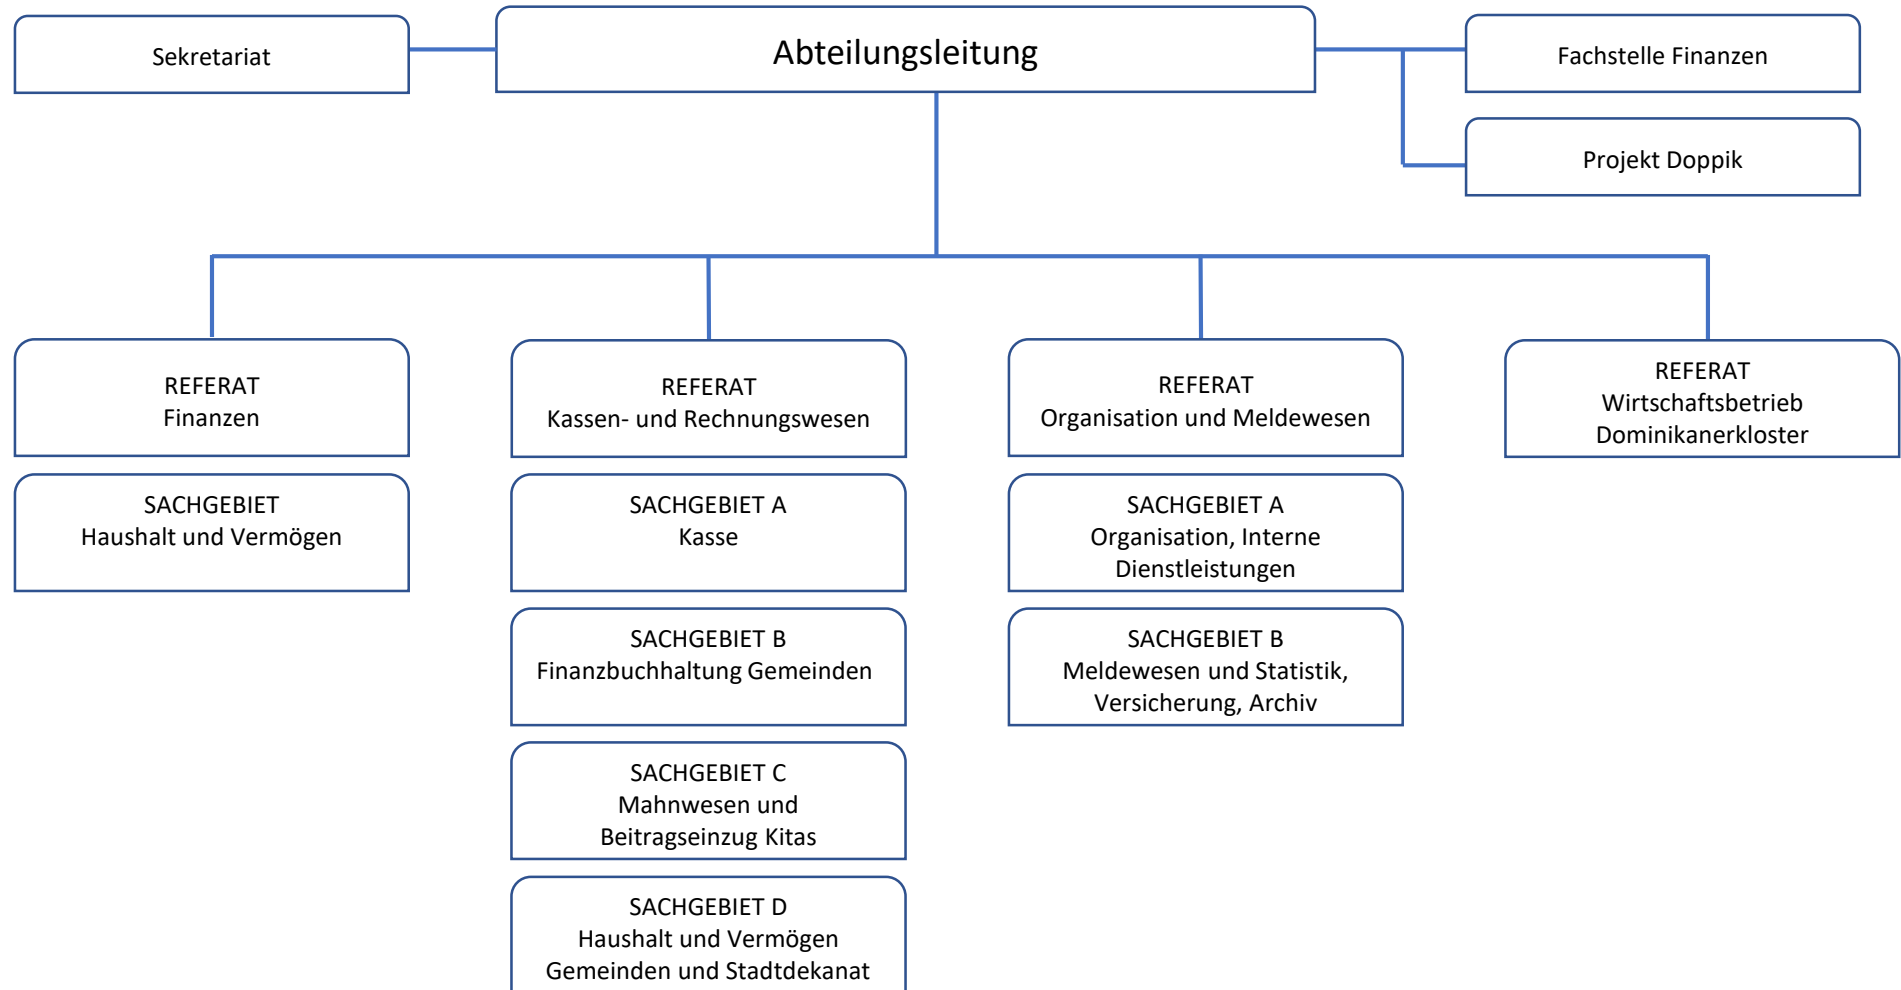 Sekretariat
Abteilungsleitung
Fachstelle Finanzen
Projekt Doppik
REFERAT
Finanzen
SACHGEBIET
Haushalt und Vermögen
REFERAT
Kassen- und Rechnungswesen
SACHGEBIET A
Kasse
SACHGEBIET B
Finanzbuchhaltung Gemeinden
SACHGEBIET C
Mahnwesen und
Beitragseinzug Kitas
SACHGEBIET D
Haushalt und Vermögen
Gemeinden und Stadtdekanat
REFERAT
Organisation und Meldewesen
SACHGEBIET A
Organisation, Interne
Dienstleistungen
SACHGEBIET B
Meldewesen und Statistik,
Versicherung, Archiv
REFERAT
Wirtschaftsbetrieb
Dominikanerkloster